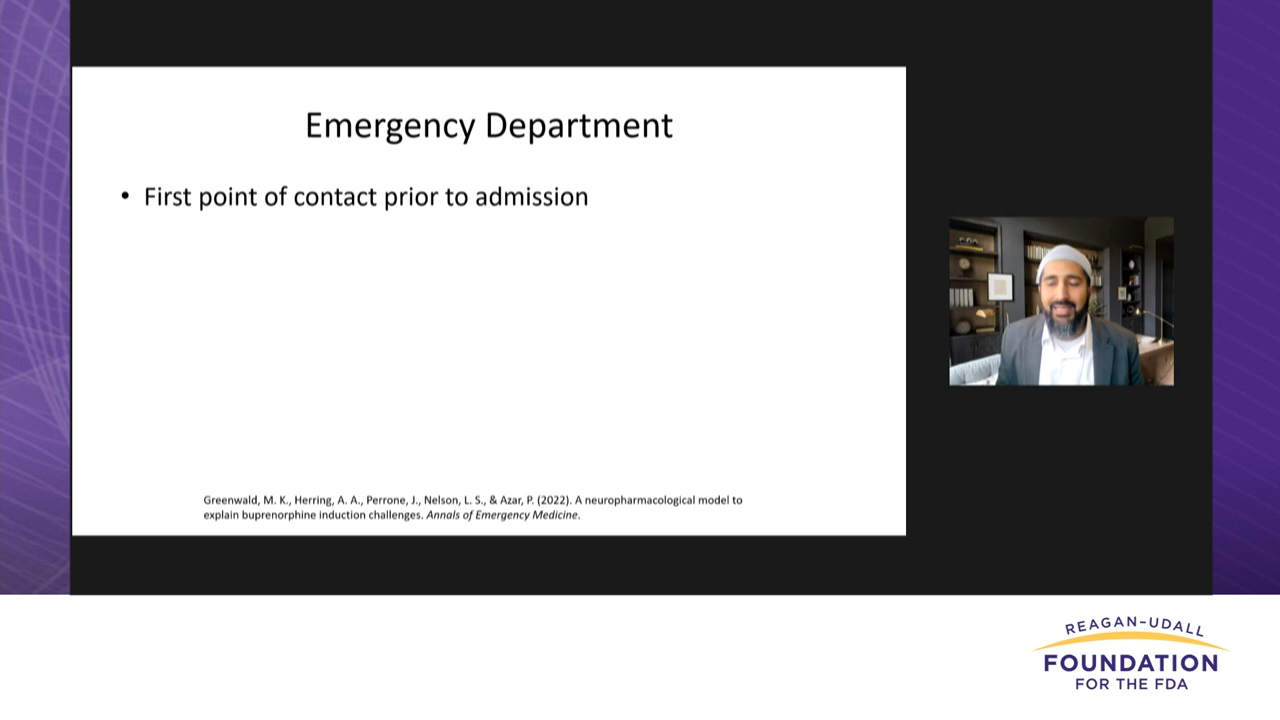 Emergency Department
• First point of contact prior to admission
Greenwald, M. K., Herring, A. A., Perrone, J., Nelson, L. S., & Azar, P. (2022). A neuropharmacological model to
explain buprenorphine induction challenges. Annals of Emergency Medicine.
REAGAN-UDALL
FOUNDATION
FOR THE FDA